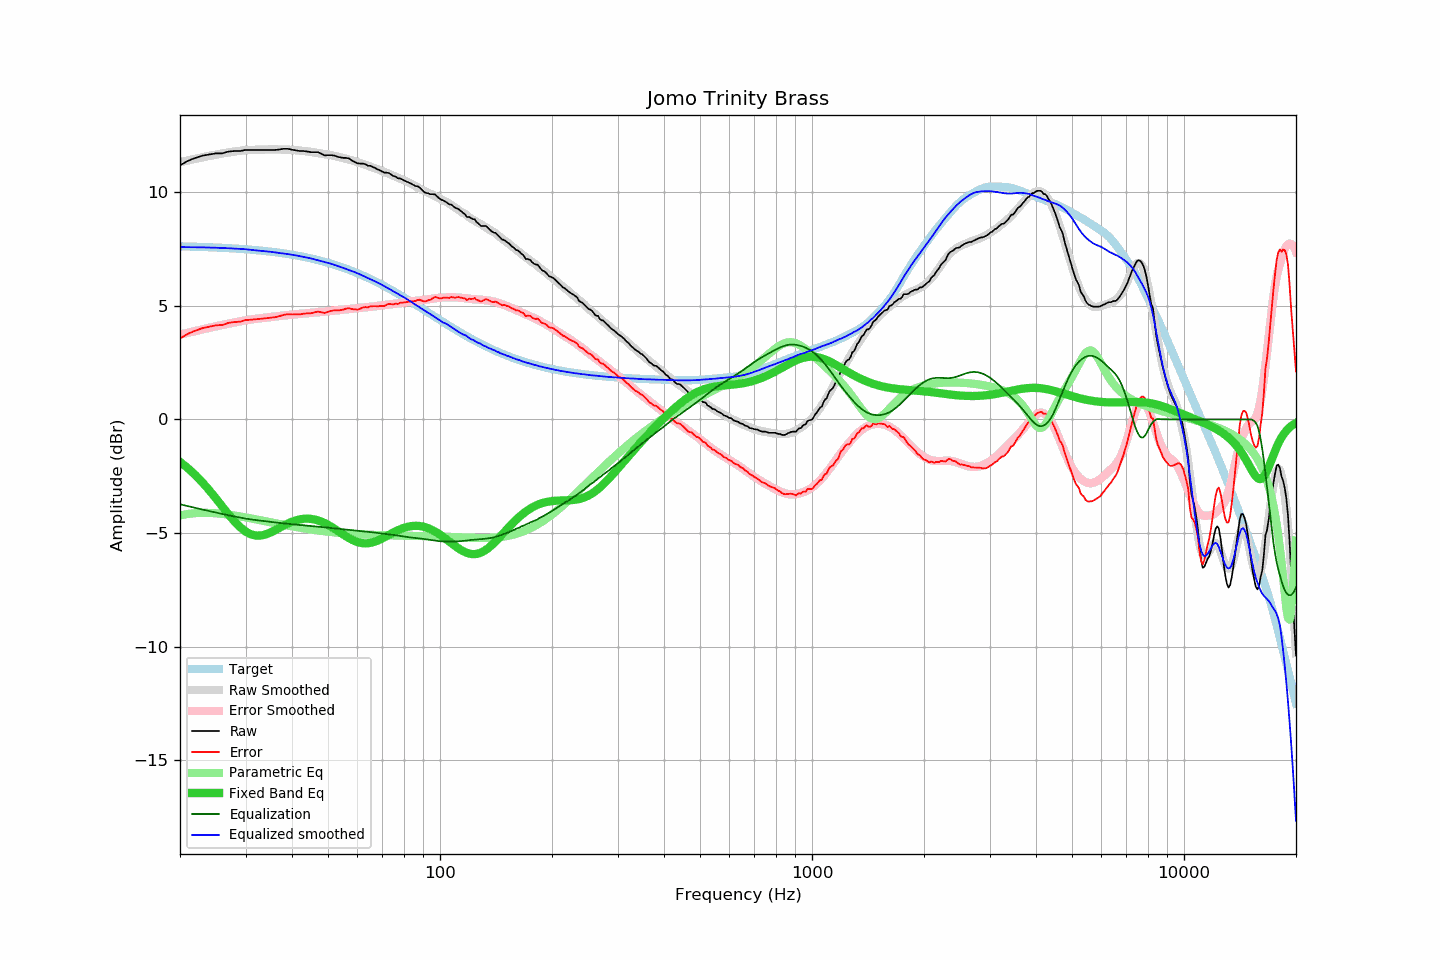 Jomo Trinity Brass
Amplitude (dBr)
10
5
0
−5
−10
−15
Target
Raw Smoothed
Error Smoothed
Raw
Error
Parametric Eq
Fixed Band Eq
Equalization
Equalized smoothed
100
1000
10000
Frequency (Hz)